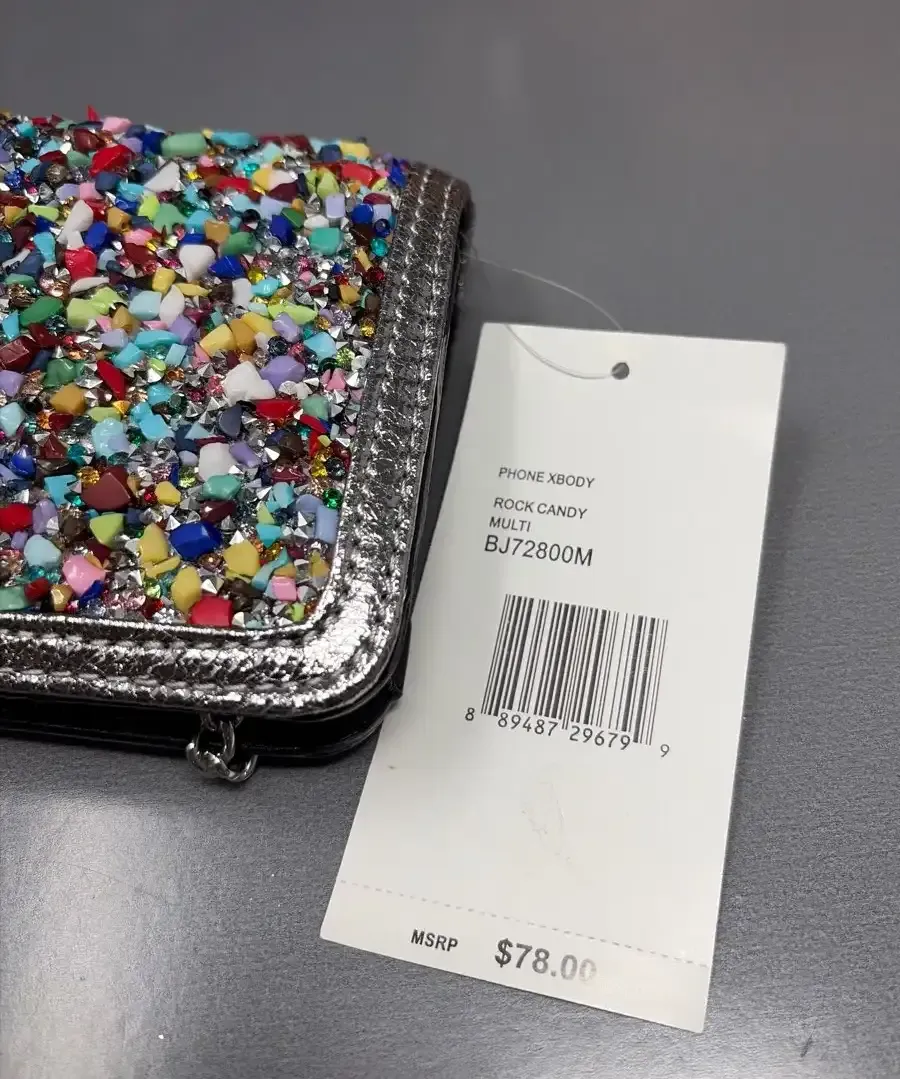 PHONE XBODY
ROCK CANDY
MULTI
BJ72800M
8 89487 29679 9
MSRP $78.00